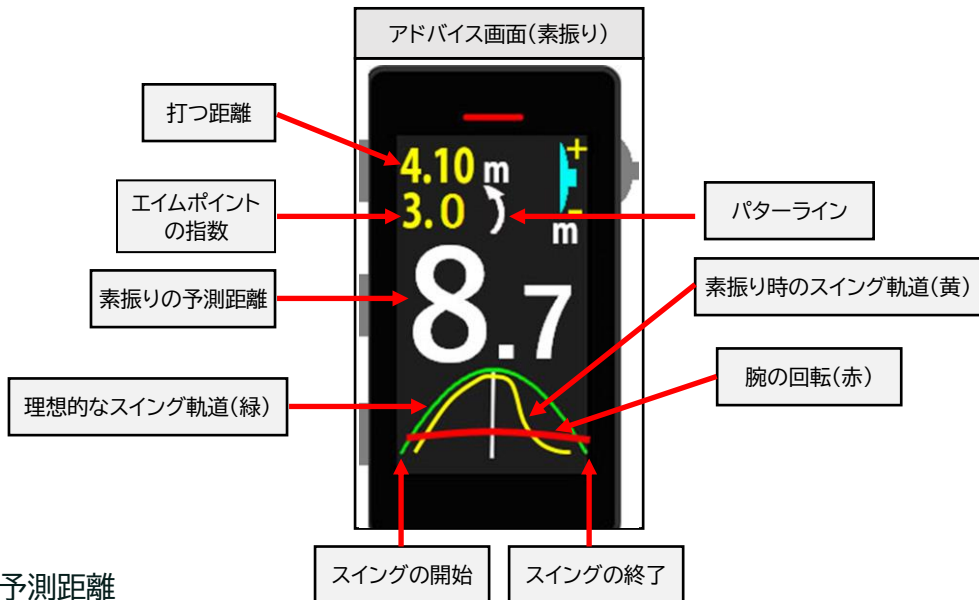 アドバイス画面(素振り)
打つ距離
4.10 m
+
エイムポイント
の指数
3.0
-
m
パターライン
素振りの予測距離
8.7
素振り時のスイング軌道(黄)
腕の回転(赤)
理想的なスイング軌道(緑)
スイングの開始
スイングの終了
予測距離